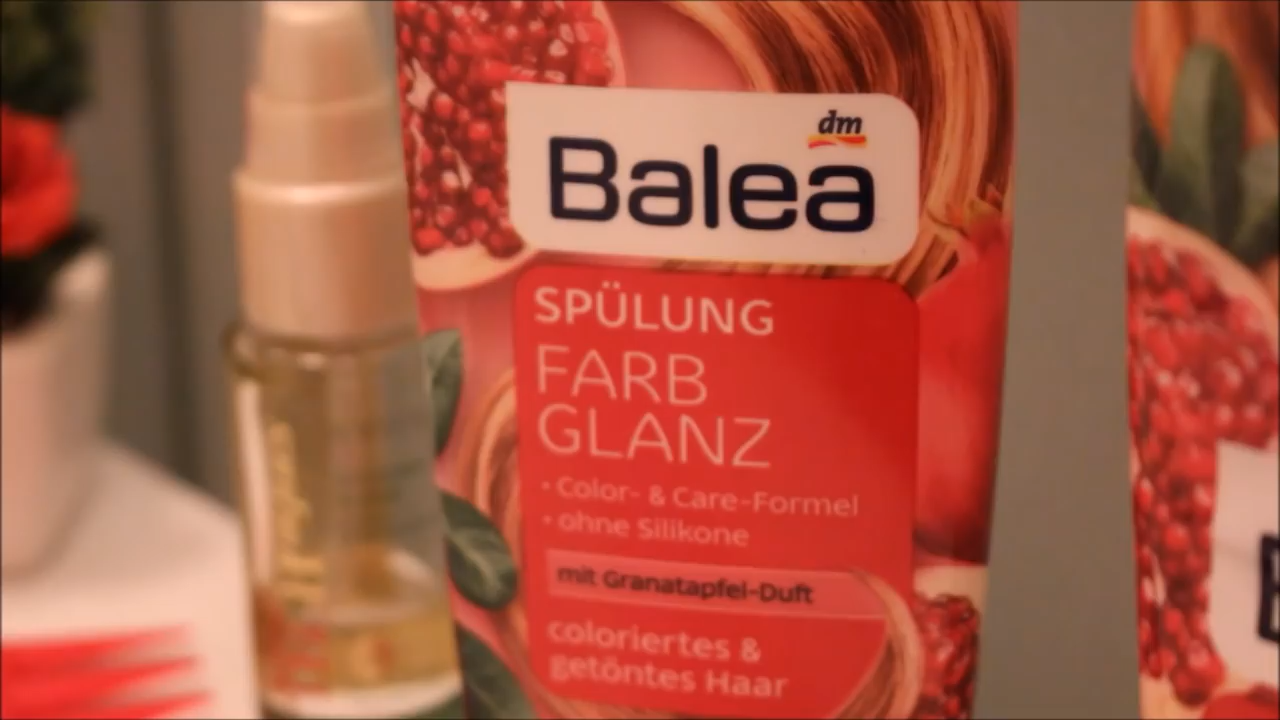 dm
Balea
SPÜLUNG
FARB
GLANZ
• Color- & Care-Formel
• ohne Silikone
mit Granatapfel-Duft
coloriertes &
getöntes Haar